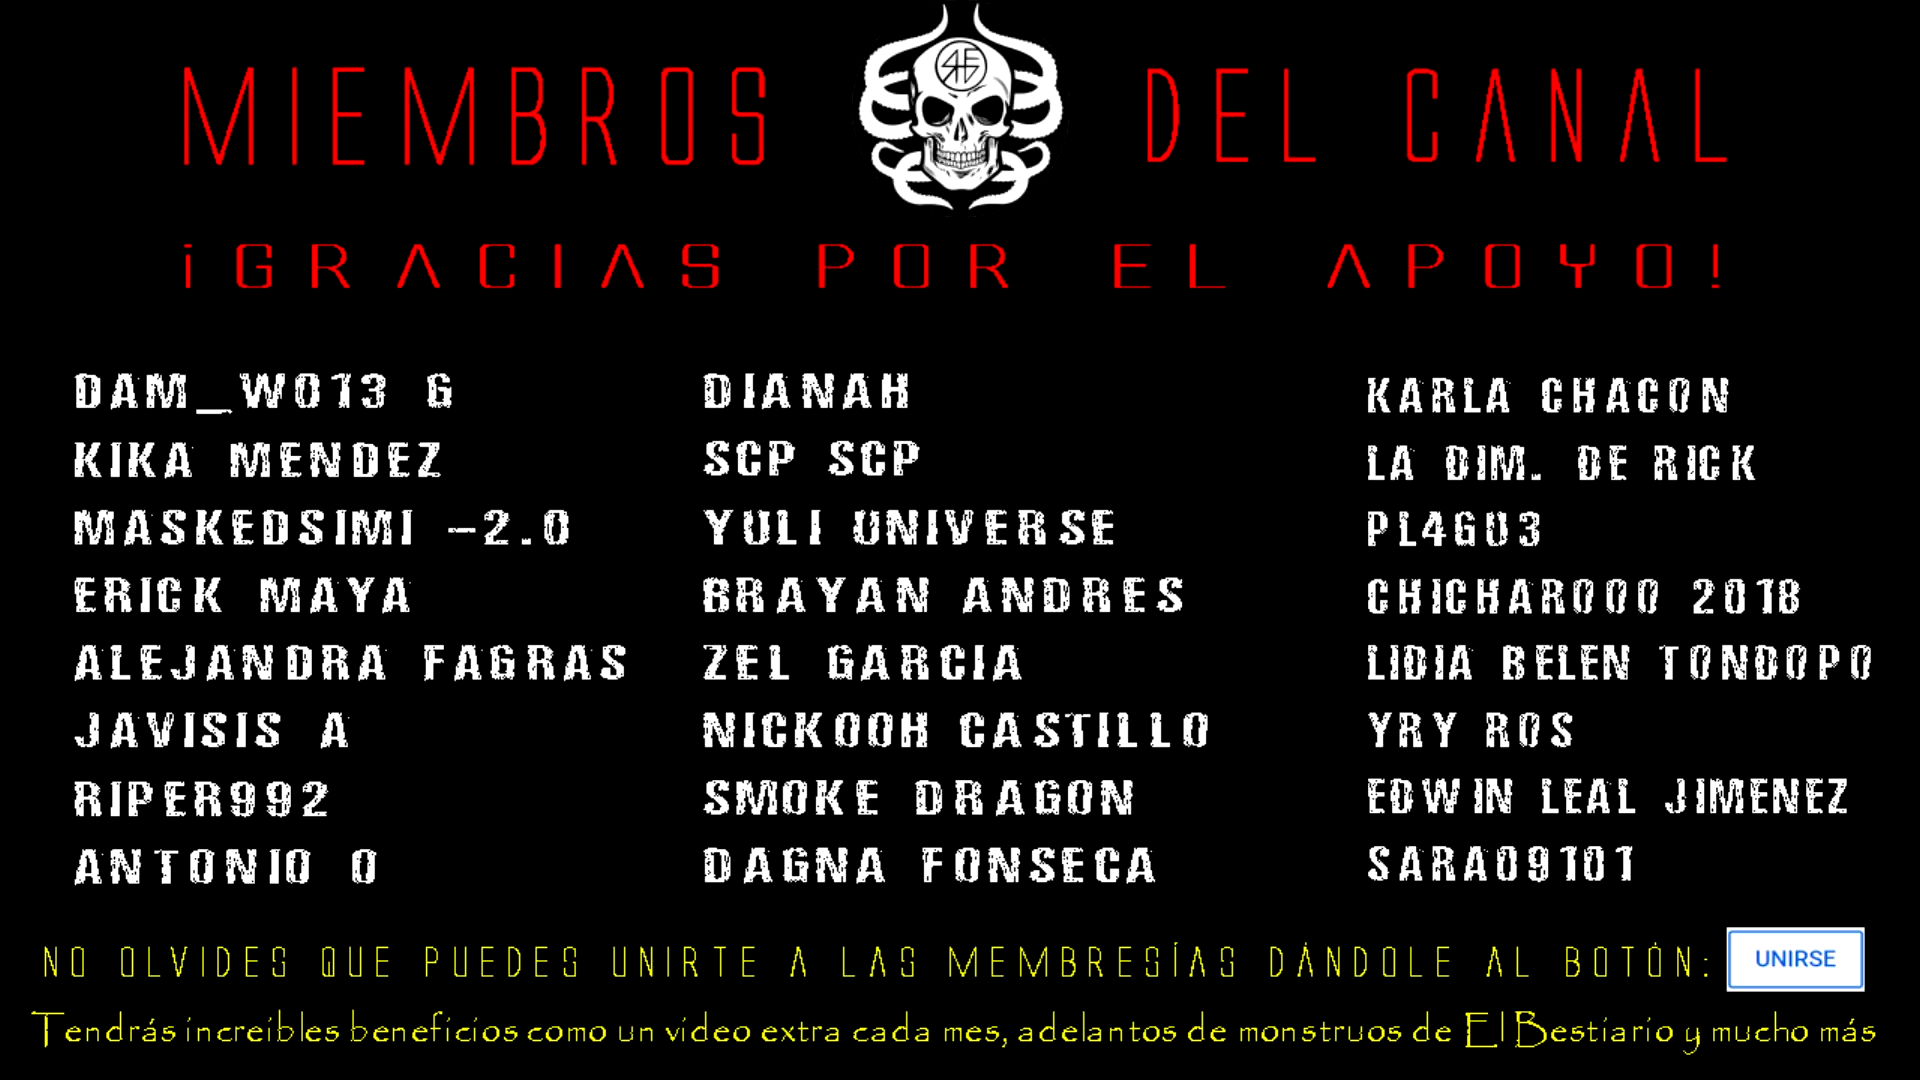 MIEMBROS DEL CANAL
¡GRACIAS POR EL APOYO!
DAM_WO13 G
KIKA MENDEZ
MASKEDSIMI -2.0
ERICK MAYA
ALEJANDRA FAGRAS
JAVISIS A
RIPER992
ANTONIO O
DIANAH
SCP SCP
YULI UNIVERSE
BRAYAN ANDRES
ZEL GARCIA
NICKOOH CASTILLO
SMOKE DRAGON
DAGNA FONSECA
KARLA CHACON
LA DIM. DE RICK
PL4GU3
CHICHAROOO 2018
LIDIA BELEN TONDOPO
YRY ROS
EDWIN LEAL JIMENEZ
SARA09101
NO OLVIDES QUE PUEDES UNIRTE A LAS MEMBRESÍAS DÁNDOLE AL BOTÓN: UNIRSE
Tendrás increibles beneficios como un video extra cada mes, adelantos de monstruos de El Bestiario y mucho más